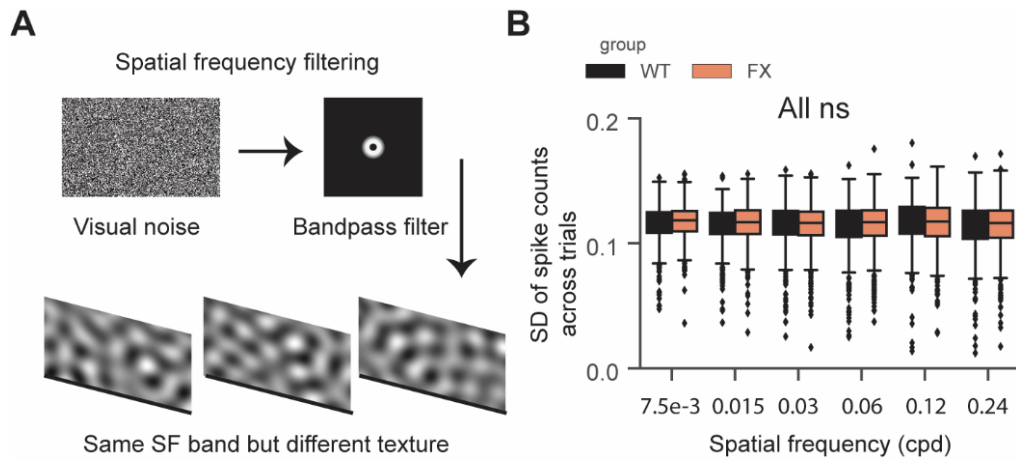 A
Spatial frequency filtering
Visual noise
Bandpass filter
Same SF band but different texture
B
group
WT FX
All ns
0.2
0.1
0.0
SD of spike counts
across trials
7.5e-3 0.015 0.03 0.06 0.12 0.24
Spatial frequency (cpd)